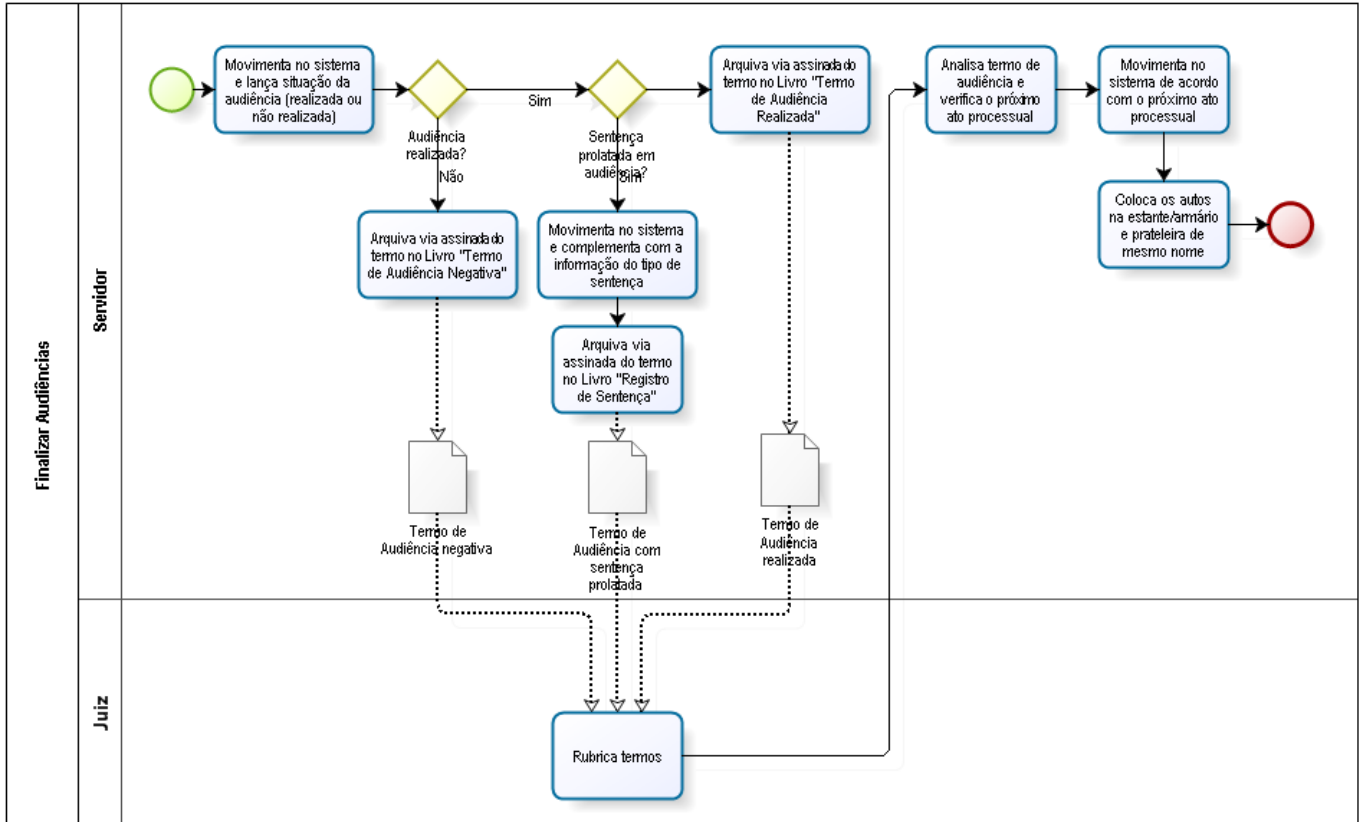 Finalizar Audiências
Servidor
Movimenta no sistema
e lança situação da
audiência (realizada ou
não realizada)
Audiência
realizada?
Sim
Não
Sentença
prolatada em
audiência?
Sim
Arquiva via assinada do
termo no Livro "Termo
de Audiência
Realizada"
Analisa termo de
audiência e
verifica o próximo
ato processual
Movimenta no
sistema de acordo
com o próximo ato
processual
Arquiva via assinada do
termo no Livro "Termo
de Audiência Negativa"
Movimenta no sistema
e complementa com a
informação do tipo de
sentença
Coloca os autos
na estante/armário
e prateleira de
mesmo nome
Arquiva via
assinada do termo
no Livro "Registro
de Sentença"
Termo de
Audiência negativa
Termo de
Audiência com
sentença
prolatada
Termo de
Audiência
realizada
Juiz
Rubrica termos